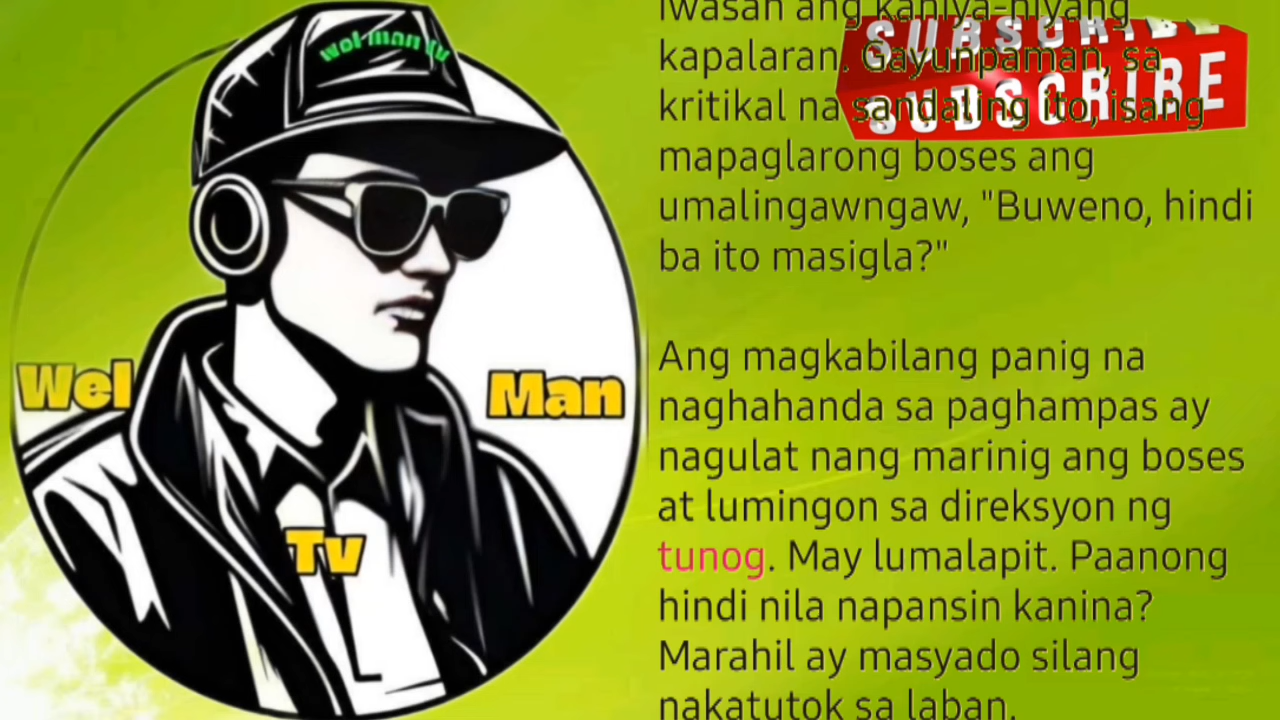 wel man tv
Wel
Man
Tv
SUBSCRIBE
SUBSCRIBE
iwasan ang kaniya-niyang
kapalaran. Gayunpaman, sa
kritikal na sandaling ito, isang
mapaglarong boses ang
umalingawngaw, "Buweno, hindi
ba ito masigla?"
Ang magkabilang panig na
naghahanda sa paghampas ay
nagulat nang marinig ang boses
at lumingon sa direksyon ng
tunog. May lumalapit. Paanong
hindi nila napansin kanina?
Marahil ay masyado silang
nakatutok sa laban.